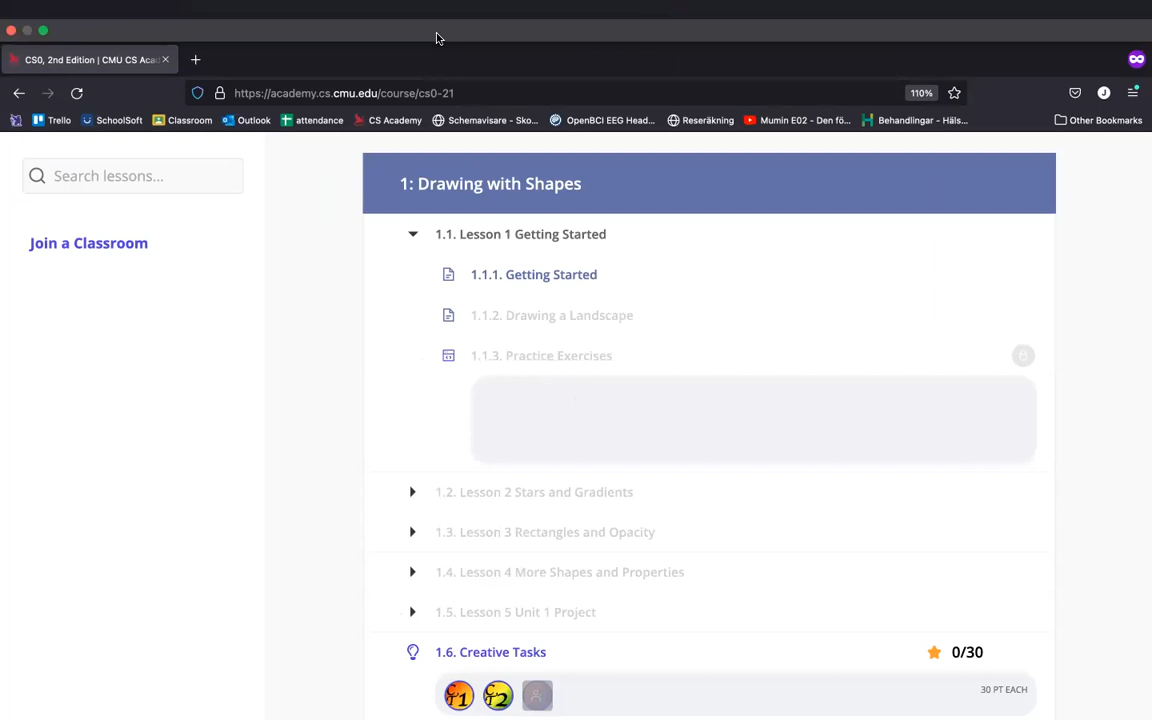 CS0, 2nd Edition | CMU CS Aca
https://academy.cs.cmu.edu/course/cs0-21
110%
J
Trello
SchoolSoft
Classroom
Outlook
attendance
CS Academy
Schemavisare - Sko...
OpenBCI EEG Head...
Reseräkning
Mumin E02 - Den fö...
H
Behandlingar - Häls...
Other Bookmarks
Search lessons...
Join a Classroom
1: Drawing with Shapes
1.1. Lesson 1 Getting Started
1.1.1. Getting Started
1.1.2. Drawing a Landscape
1.1.3. Practice Exercises
1.2. Lesson 2 Stars and Gradients
1.3. Lesson 3 Rectangles and Opacity
1.4. Lesson 4 More Shapes and Properties
1.5. Lesson 5 Unit 1 Project
1.6. Creative Tasks
0/30
CT1
CT2
30 PT EACH